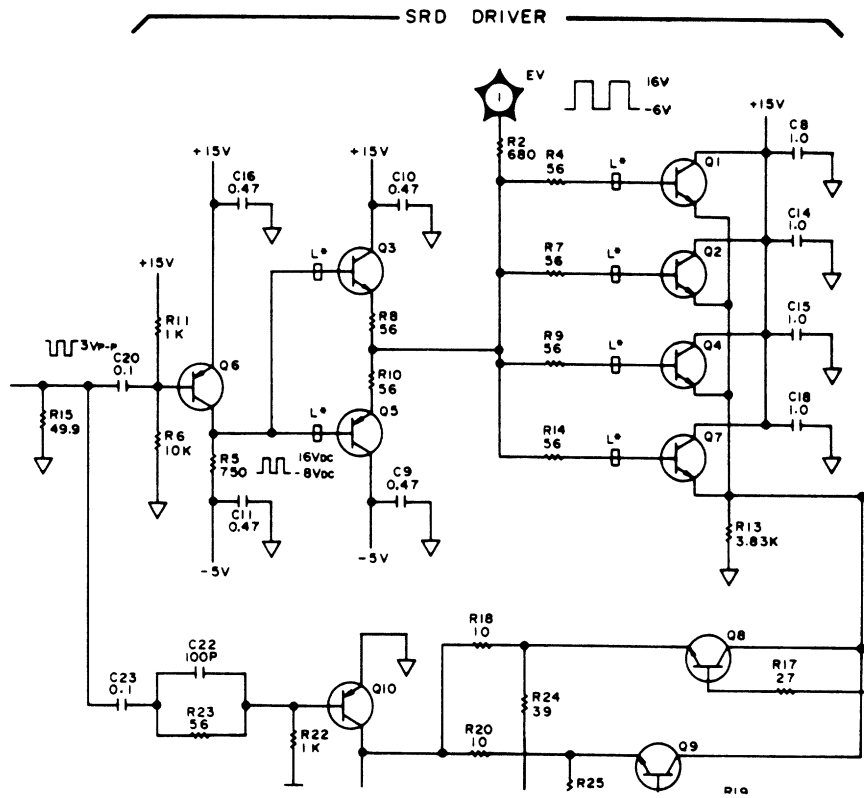 SRD DRIVER
EV
1
16V
-6V
+15V
C8
1.0
+15V
C16
0.47
+15V
C10
0.47
R2
680
R4
56
L*
Q1
+15V
L*
Q3
R7
56
L*
Q2
C14
1.0
R11
1K
R8
56
3VP-P
C20
0.1
Q6
R9
56
L*
Q4
C15
1.0
R10
56
R15
49.9
R6
10K
L*
Q5
R5
750
16VDC
-8VDC
R14
56
L*
Q7
C18
1.0
C11
0.47
C9
0.47
R13
3.83K
-5V
-5V
R18
10
Q8
C22
100P
C23
0.1
Q10
R17
27
R23
56
R24
39
R22
1K
R20
10
Q9
R25
R19